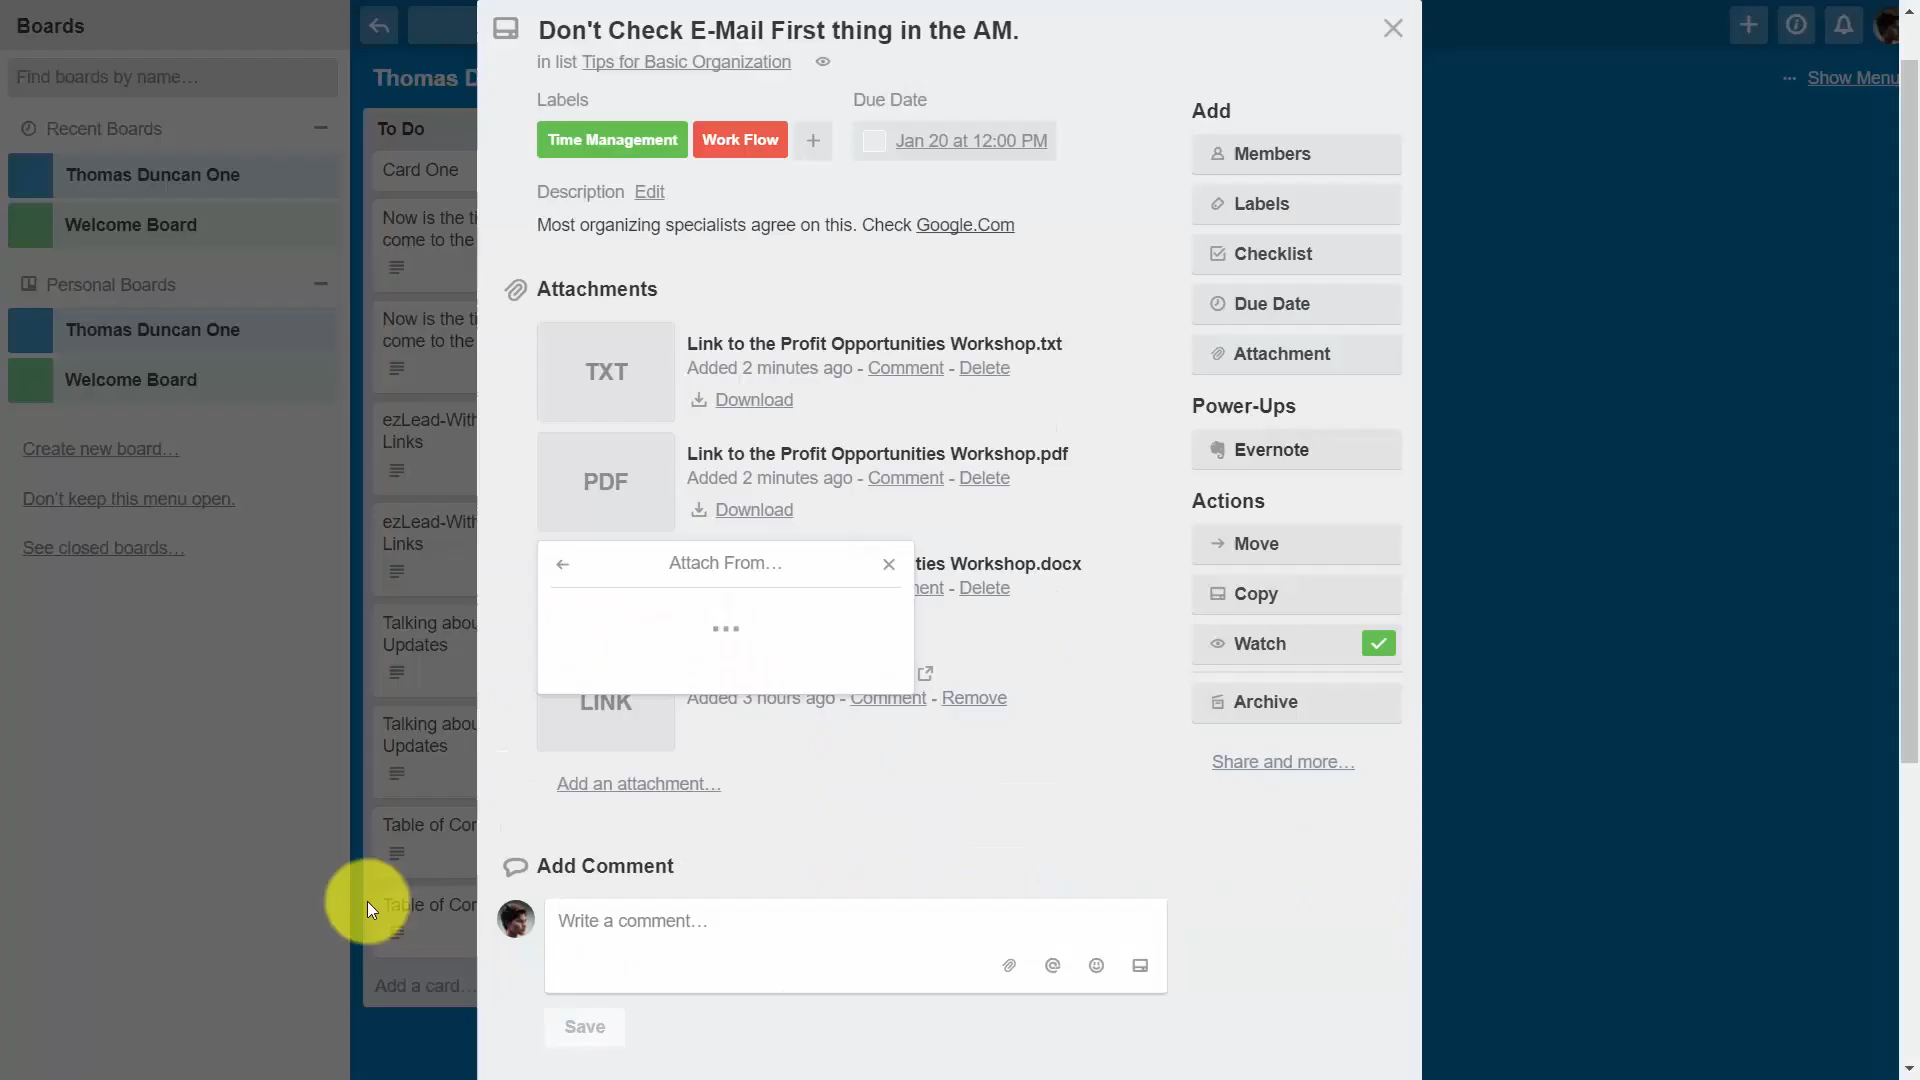 Boards
Find boards by name…
Recent Boards
Thomas Duncan One
Welcome Board
Personal Boards
Thomas Duncan One
Welcome Board
Create new board…
Don't keep this menu open.
See closed boards…
Thomas D
Show Menu
To Do
Card One
Now is the ti
come to the
Now is the ti
come to the
ezLead-With
Links
ezLead-With
Links
Talking abou
Updates
Talking abou
Updates
Table of Con
Table of Con
Add a card…
Don't Check E-Mail First thing in the AM.
in list Tips for Basic Organization
Labels
Due Date
Time Management
Work Flow
Jan 20 at 12:00 PM
Description Edit
Most organizing specialists agree on this. Check Google.Com
Attachments
TXT
Link to the Profit Opportunities Workshop.txt
Added 2 minutes ago - Comment - Delete
Download
PDF
Link to the Profit Opportunities Workshop.pdf
Added 2 minutes ago - Comment - Delete
Download
Attach From…
ties Workshop.docx
ment - Delete
LINK
Added 3 hours ago - Comment - Remove
Add an attachment…
Add Comment
Write a comment…
Save
Add
Members
Labels
Checklist
Due Date
Attachment
Power-Ups
Evernote
Actions
Move
Copy
Watch
Archive
Share and more…